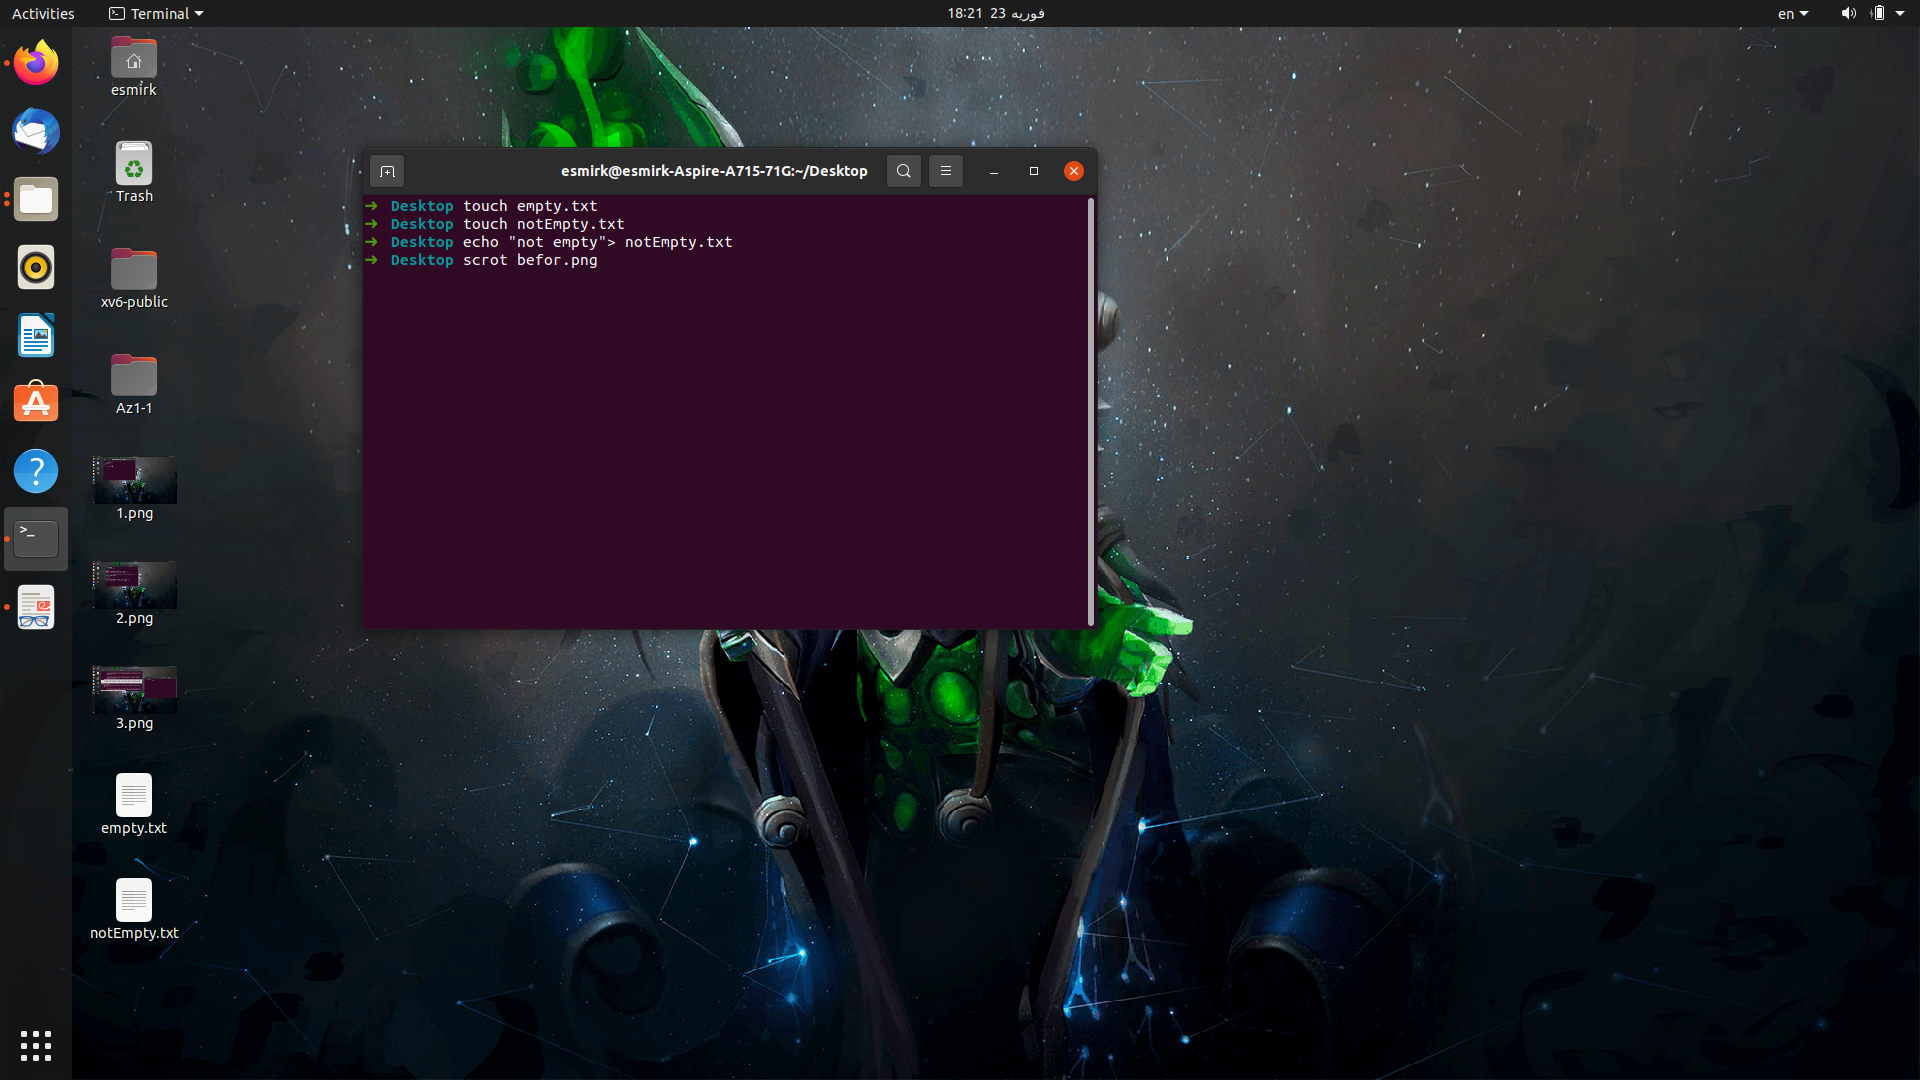 Activities
Terminal
18:21 23 فوریه
en
esmirk
Trash
xv6-public
Az1-1
1.png
2.png
3.png
empty.txt
notEmpty.txt
esmirk@esmirk-Aspire-A715-71G:~/Desktop
➜ Desktop touch empty.txt
➜ Desktop touch notEmpty.txt
➜ Desktop echo "not empty"> notEmpty.txt
➜ Desktop scrot befor.png